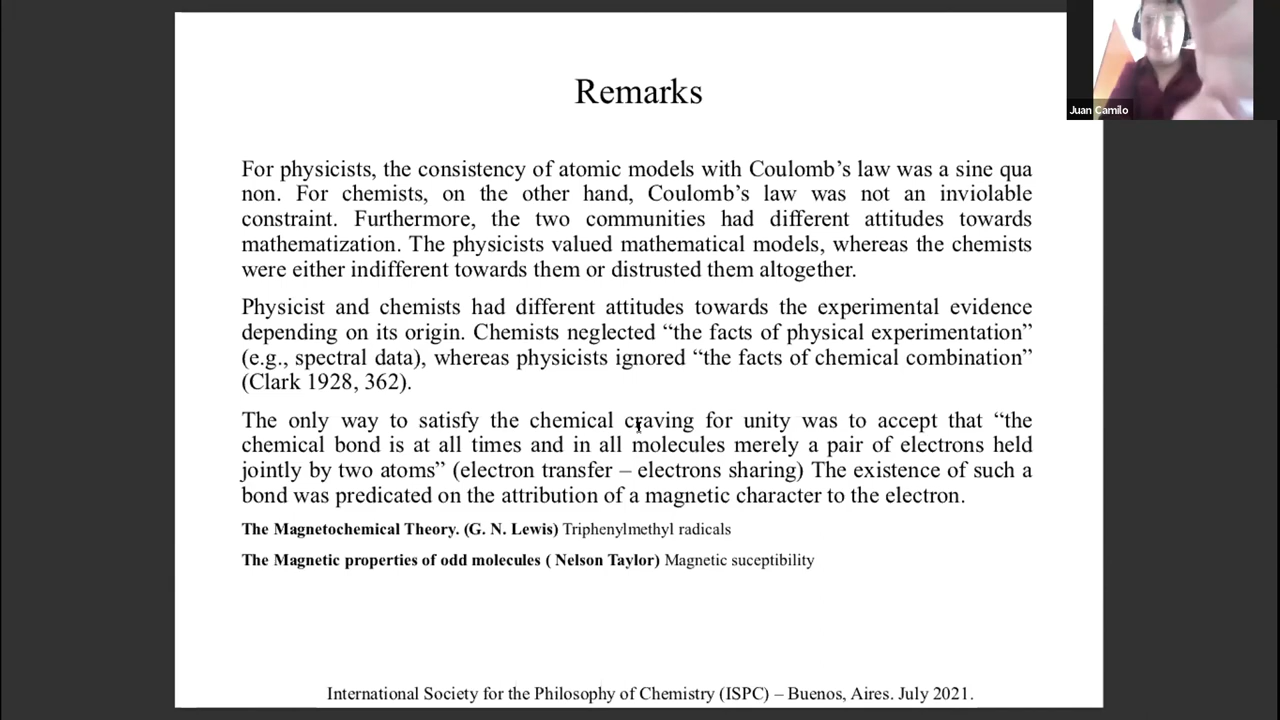 Juan Camilo
Remarks
For physicists, the consistency of atomic models with Coulomb’s law was a sine qua
non. For chemists, on the other hand, Coulomb’s law was not an inviolable
constraint. Furthermore, the two communities had different attitudes towards
mathematization. The physicists valued mathematical models, whereas the chemists
were either indifferent towards them or distrusted them altogether.
Physicist and chemists had different attitudes towards the experimental evidence
depending on its origin. Chemists neglected “the facts of physical experimentation”
(e.g., spectral data), whereas physicists ignored “the facts of chemical combination”
(Clark 1928, 362).
The only way to satisfy the chemical craving for unity was to accept that “the
chemical bond is at all times and in all molecules merely a pair of electrons held
jointly by two atoms” (electron transfer – electrons sharing) The existence of such a
bond was predicated on the attribution of a magnetic character to the electron.
The Magnetochemical Theory. (G. N. Lewis) Triphenylmethyl radicals
The Magnetic properties of odd molecules ( Nelson Taylor) Magnetic suceptibility
International Society for the Philosophy of Chemistry (ISPC) – Buenos, Aires. July 2021.